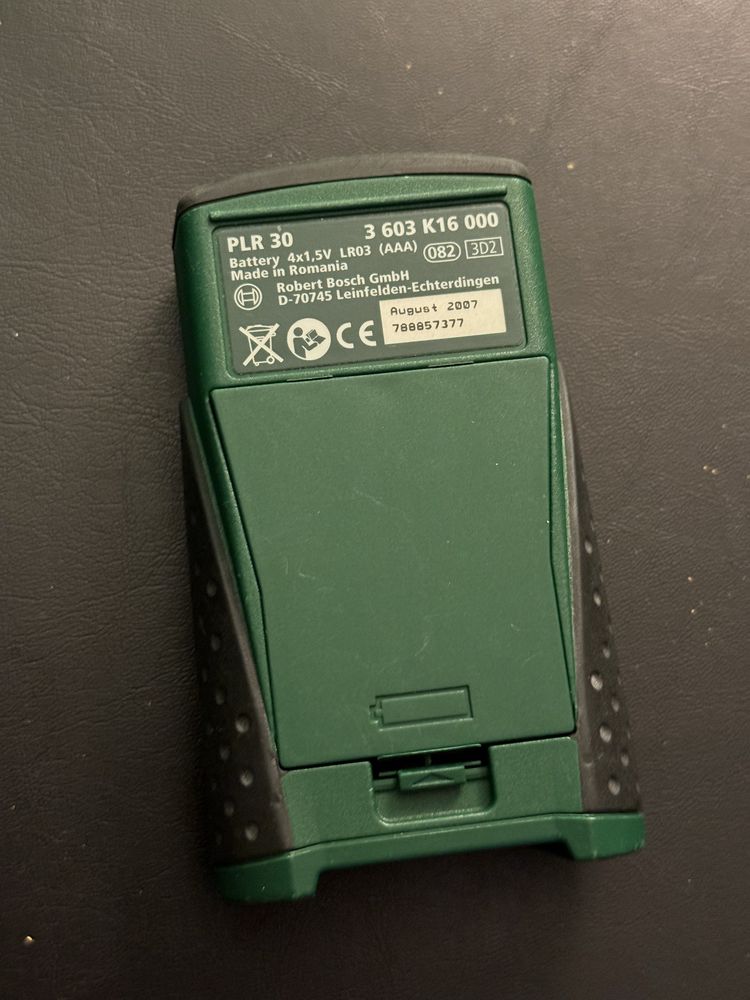 PLR 30 3 603 K16 000
Battery 4x1,5V LR03 (AAA) 082 3D2
Made in Romania
Robert Bosch GmbH
D-70745 Leinfelden-Echterdingen
August 2007
788857377
CE